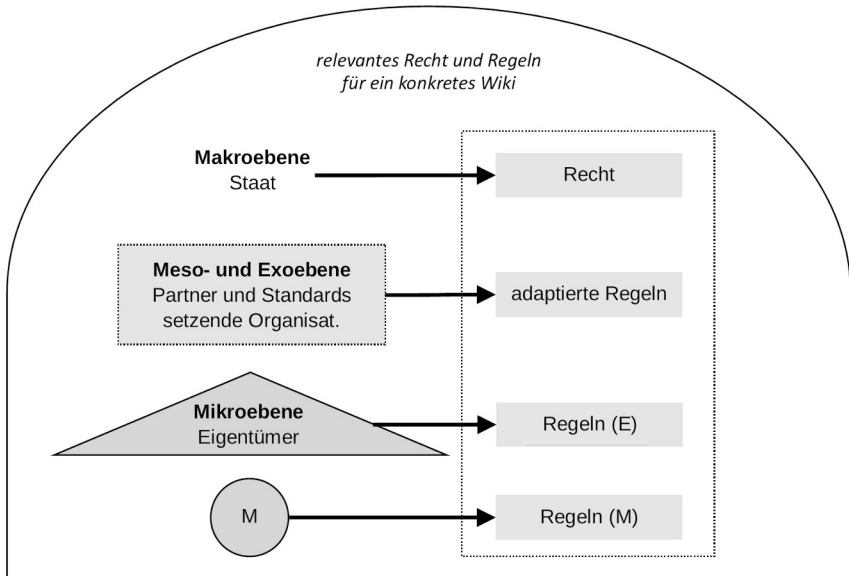 relevantes Recht und Regeln
für ein konkretes Wiki
Makroebene
Staat
Recht
Meso- und Exoebene
Partner und Standards
setzende Organisat.
adaptierte Regeln
Mikroebene
Eigentümer
Regeln (E)
M
Regeln (M)